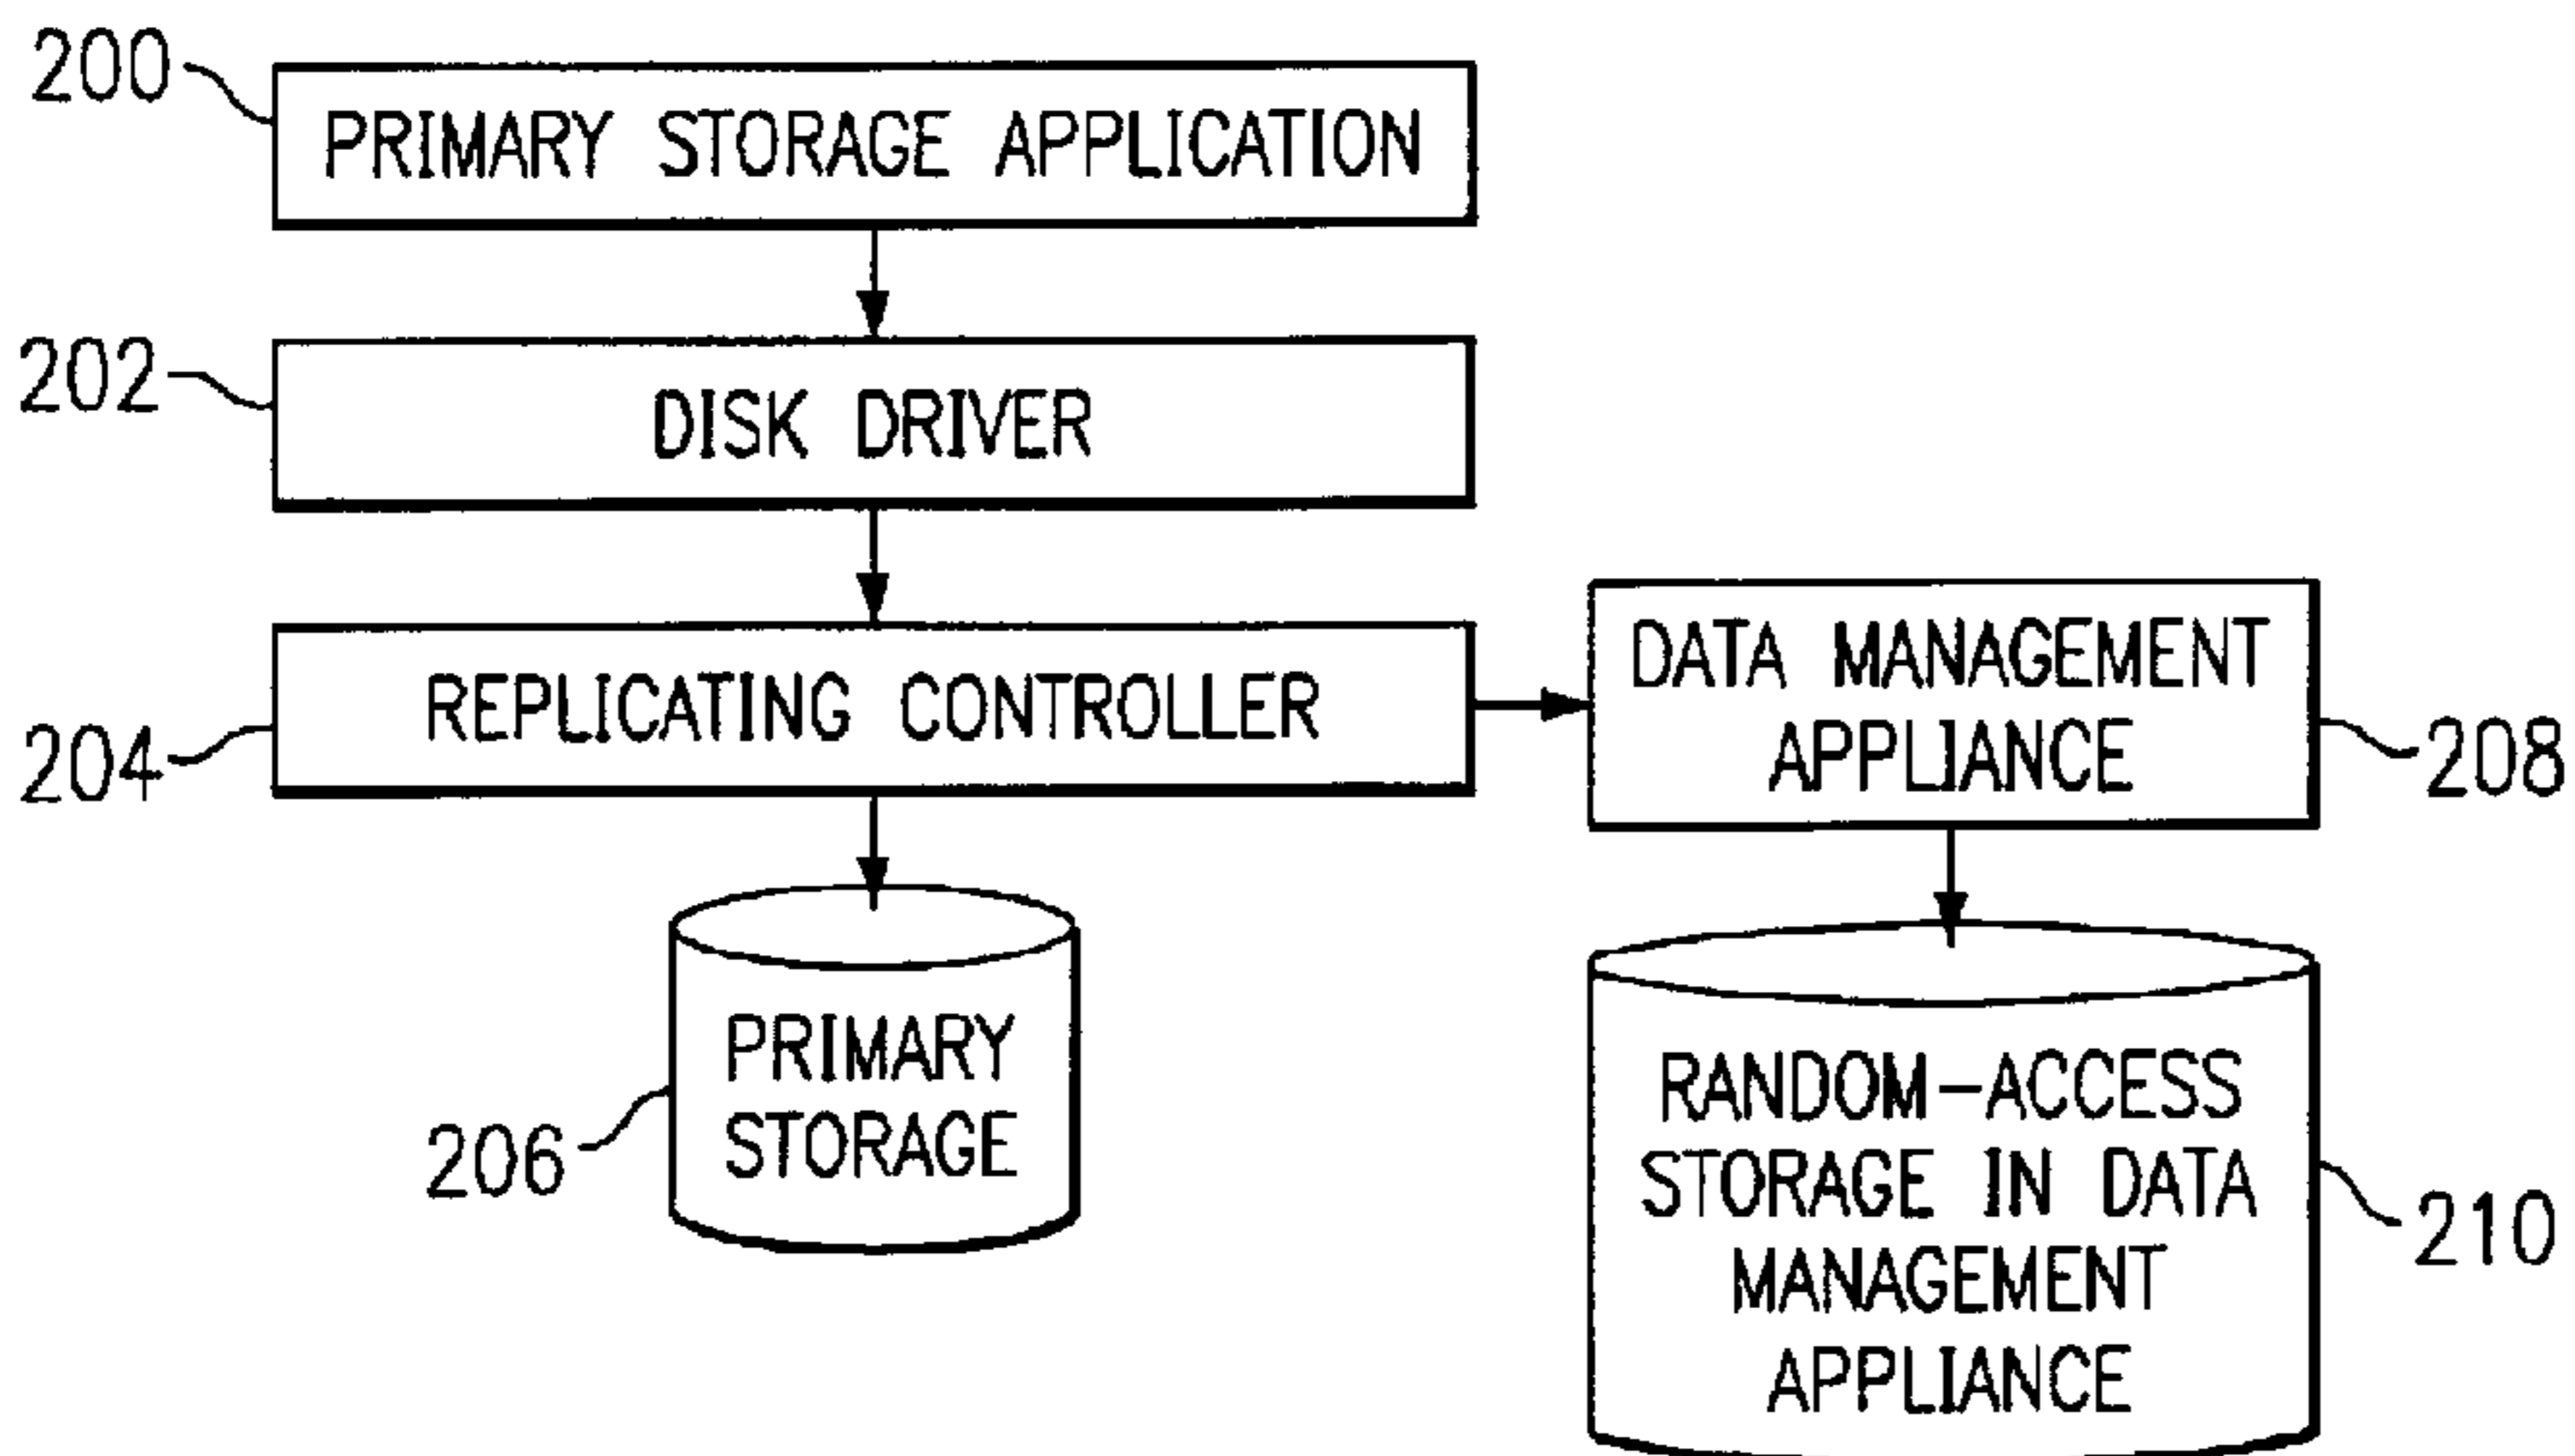 200
PRIMARY STORAGE APPLICATION
202
DISK DRIVER
204
REPLICATING CONTROLLER
DATA MANAGEMENT
APPLIANCE
208
PRIMARY
STORAGE
206
RANDOM-ACCESS
STORAGE IN DATA
MANAGEMENT
APPLIANCE
210